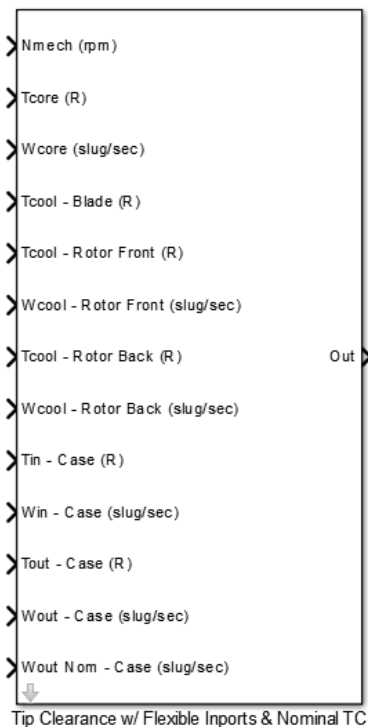 Nmech (rpm)
Tcore (R)
Wcore (slug/sec)
Tcool - Blade (R)
Tcool - Rotor Front (R)
Wcool - Rotor Front (slug/sec)
Tcool - Rotor Back (R)
Out
Wcool - Rotor Back (slug/sec)
Tin - Case (R)
Win - Case (slug/sec)
Tout - Case (R)
Wout - Case (slug/sec)
Wout Nom - Case (slug/sec)
Tip Clearance w/ Flexible Inports & Nominal TC